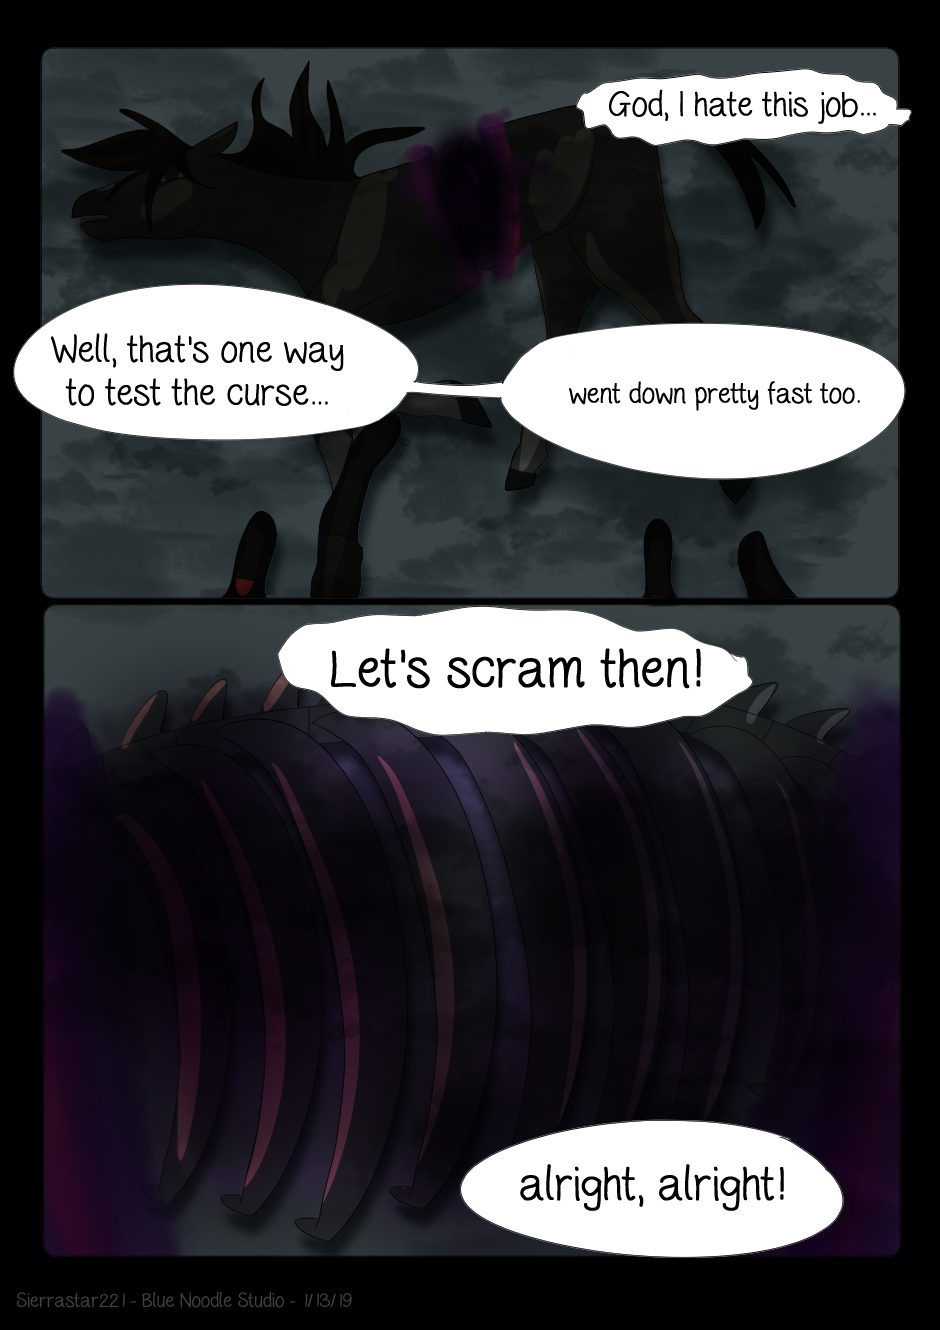 God, I hate this job...
Well, that's one way
to test the curse...
went down pretty fast too.
Let's scram then!
alright, alright!
Sierrastar221 - Blue Noodle Studio - 1/13/19